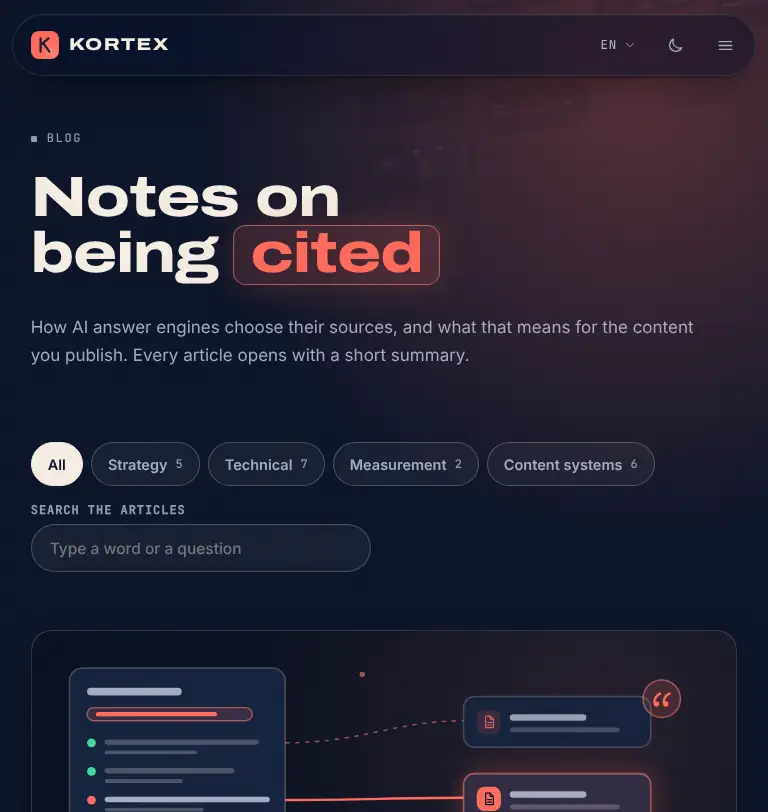 K KORTEX
EN
BLOG
Notes on
being cited
How AI answer engines choose their sources, and what that means for the content
you publish. Every article opens with a short summary.
All
Strategy 5
Technical 7
Measurement 2
Content systems 6
SEARCH THE ARTICLES
Type a word or a question
“